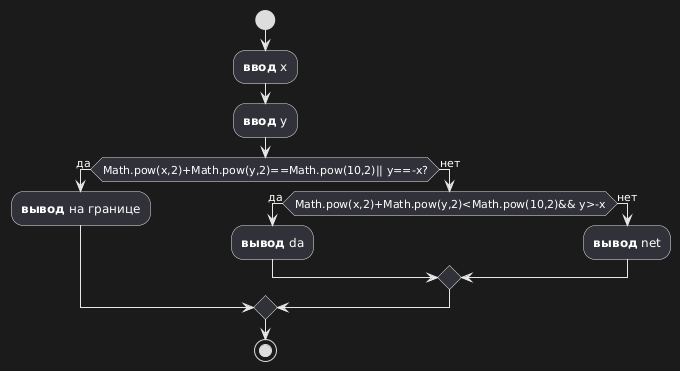 ввод x
ввод y
да
Math.pow(x,2)+Math.pow(y,2)==Math.pow(10,2)|| y==-x?
нет
вывод на границе
да
Math.pow(x,2)+Math.pow(y,2)<Math.pow(10,2)&& y>-x
нет
вывод da
вывод net